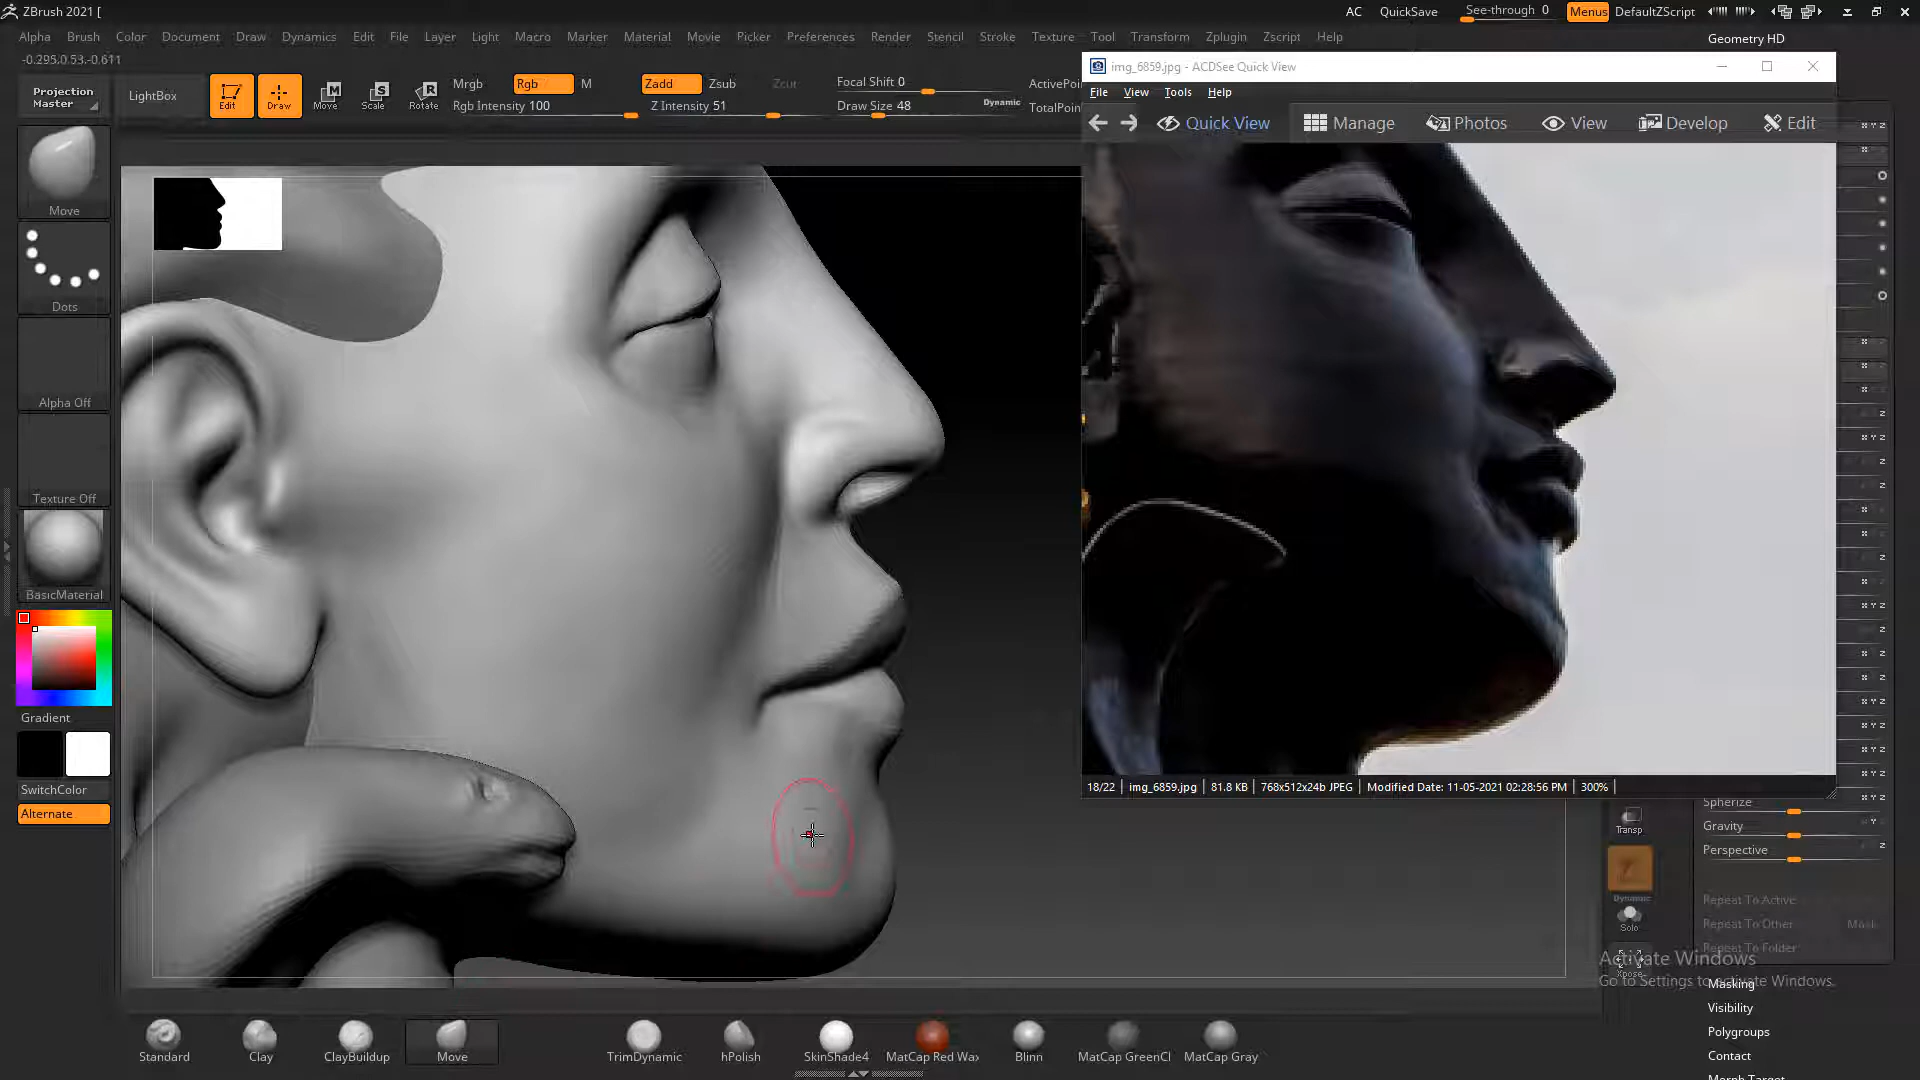 ZBrush 2021 [
AC QuickSave See-through 0 Menus DefaultZScript
Alpha Brush Color Document Draw Dynamics Edit File Layer Light Macro Marker Material Movie Picker Preferences Render Stencil Stroke Texture Tool Transform Zplugin Zscript Help
Geometry HD
-0.295,0.53,-0.611
Projection
Master
LightBox
Edit
Draw
Move
Scale
Rotate
Mrgb Rgb M
Rgb Intensity 100
Zadd Zsub Zcut
Z Intensity 51
Focal Shift 0
Draw Size 48
Dynamic
ActivePoi
TotalPoin
img_6859.jpg - ACDSee Quick View
File View Tools Help
Quick View Manage Photos View Develop Edit
Move
Dots
Alpha Off
Texture Off
BasicMaterial
Gradient
SwitchColor
Alternate
18/22 img_6859.jpg 81.8 KB 768x512x24b JPEG Modified Date: 11-05-2021 02:28:56 PM 300%
Transp
Dynamic
Solo
Xpose
Spherize
Gravity
Perspective
Repeat To Active
Repeat To Other Mask
Repeat To Folder
Activate Windows
Go to Settings to activate Windows.
Masking
Visibility
Polygroups
Contact
Morph Target
Standard Clay ClayBuildup Move TrimDynamic hPolish SkinShade4 MatCap Red Wax Blinn MatCap GreenCl MatCap Gray